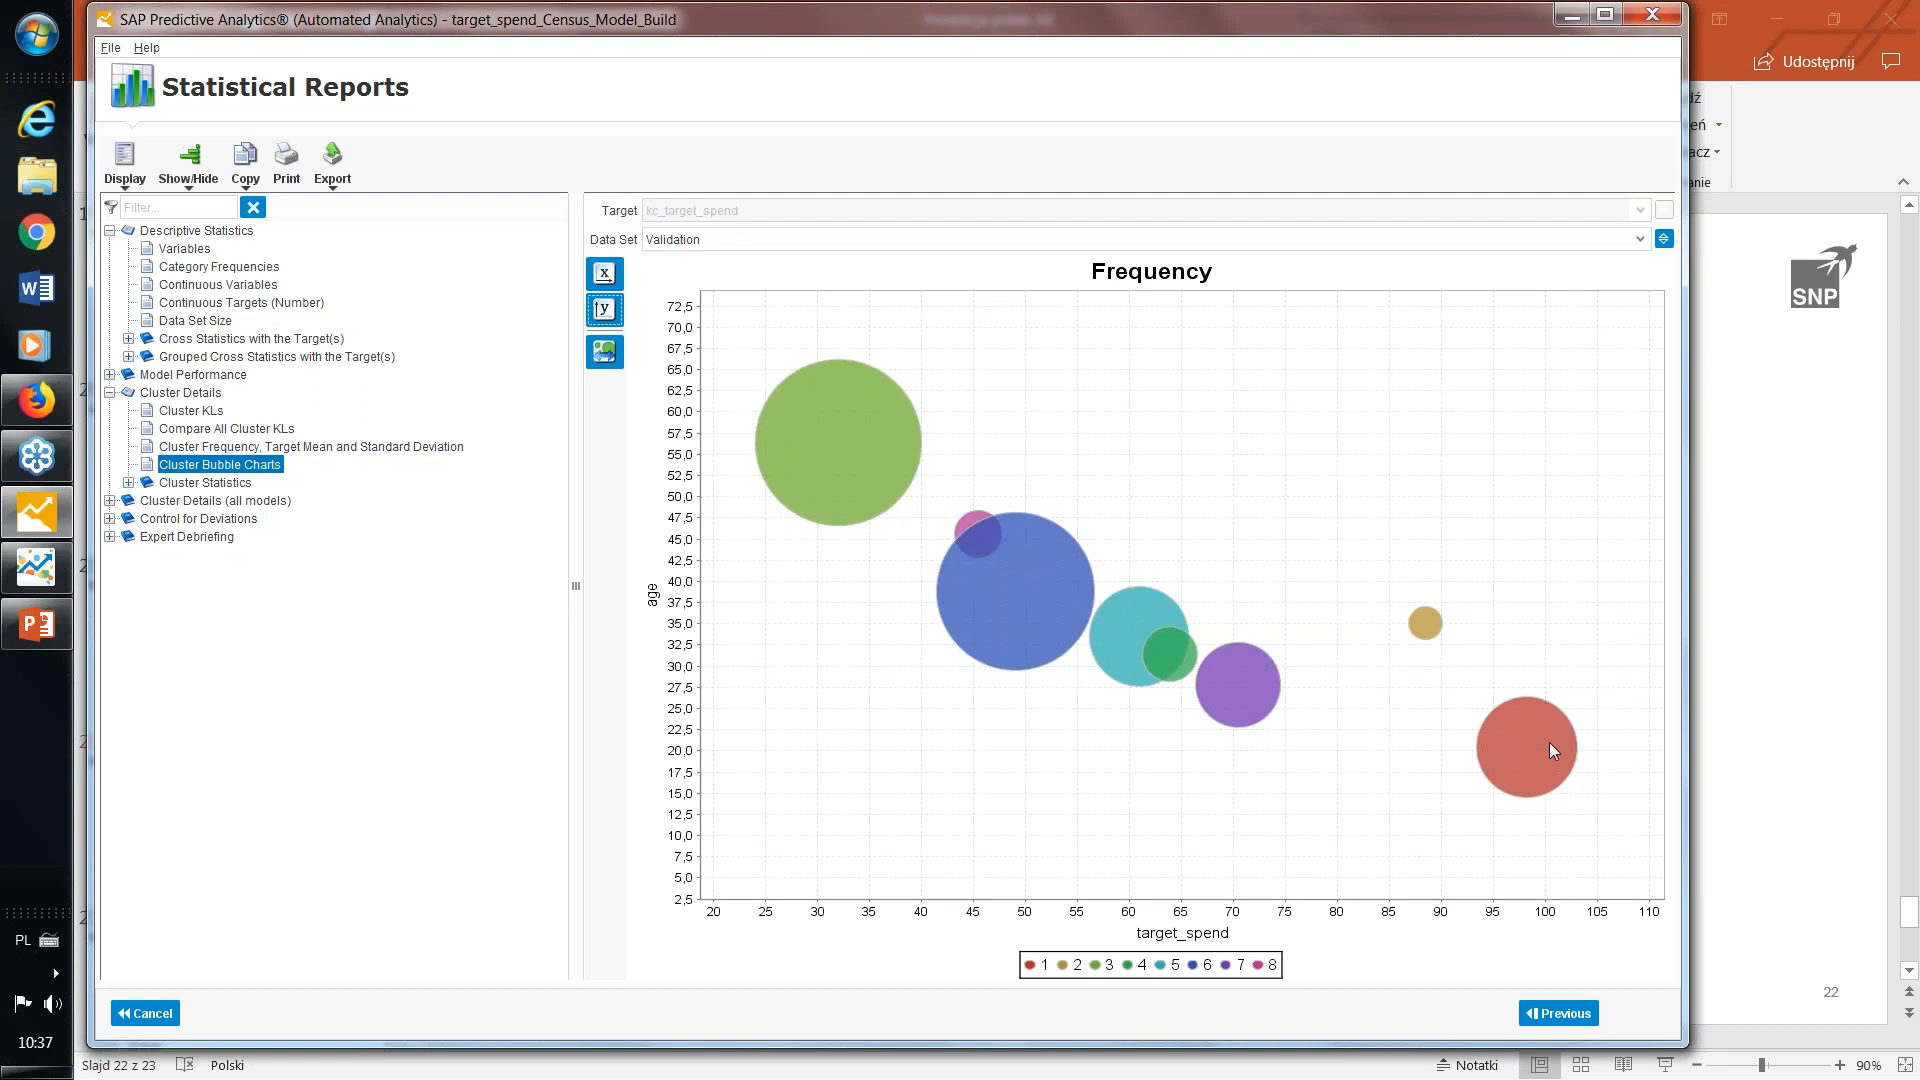 SAP Predictive Analytics® (Automated Analytics) - target_spend_Census_Model_Build
File Help
Udostępnij
Statistical Reports
Display Show/Hide Copy Print Export
Filter...
Descriptive Statistics
Variables
Category Frequencies
Continuous Variables
Continuous Targets (Number)
Data Set Size
Cross Statistics with the Target(s)
Grouped Cross Statistics with the Target(s)
Model Performance
Cluster Details
Cluster KLs
Compare All Cluster KLs
Cluster Frequency, Target Mean and Standard Deviation
Cluster Bubble Charts
Cluster Statistics
Cluster Details (all models)
Control for Deviations
Expert Debriefing
Target kc_target_spend
Data Set Validation
x
y
Frequency
72,5
70,0
67,5
65,0
62,5
60,0
57,5
55,0
52,5
50,0
47,5
45,0
42,5
40,0
37,5
35,0
32,5
30,0
27,5
25,0
22,5
20,0
17,5
15,0
12,5
10,0
7,5
5,0
2,5
age
20 25 30 35 40 45 50 55 60 65 70 75 80 85 90 95 100 105 110
target_spend
1 2 3 4 5 6 7 8
Cancel
Previous
SNP
22
PL
10:37
Slajd 22 z 23 Polski
Notatki
90%